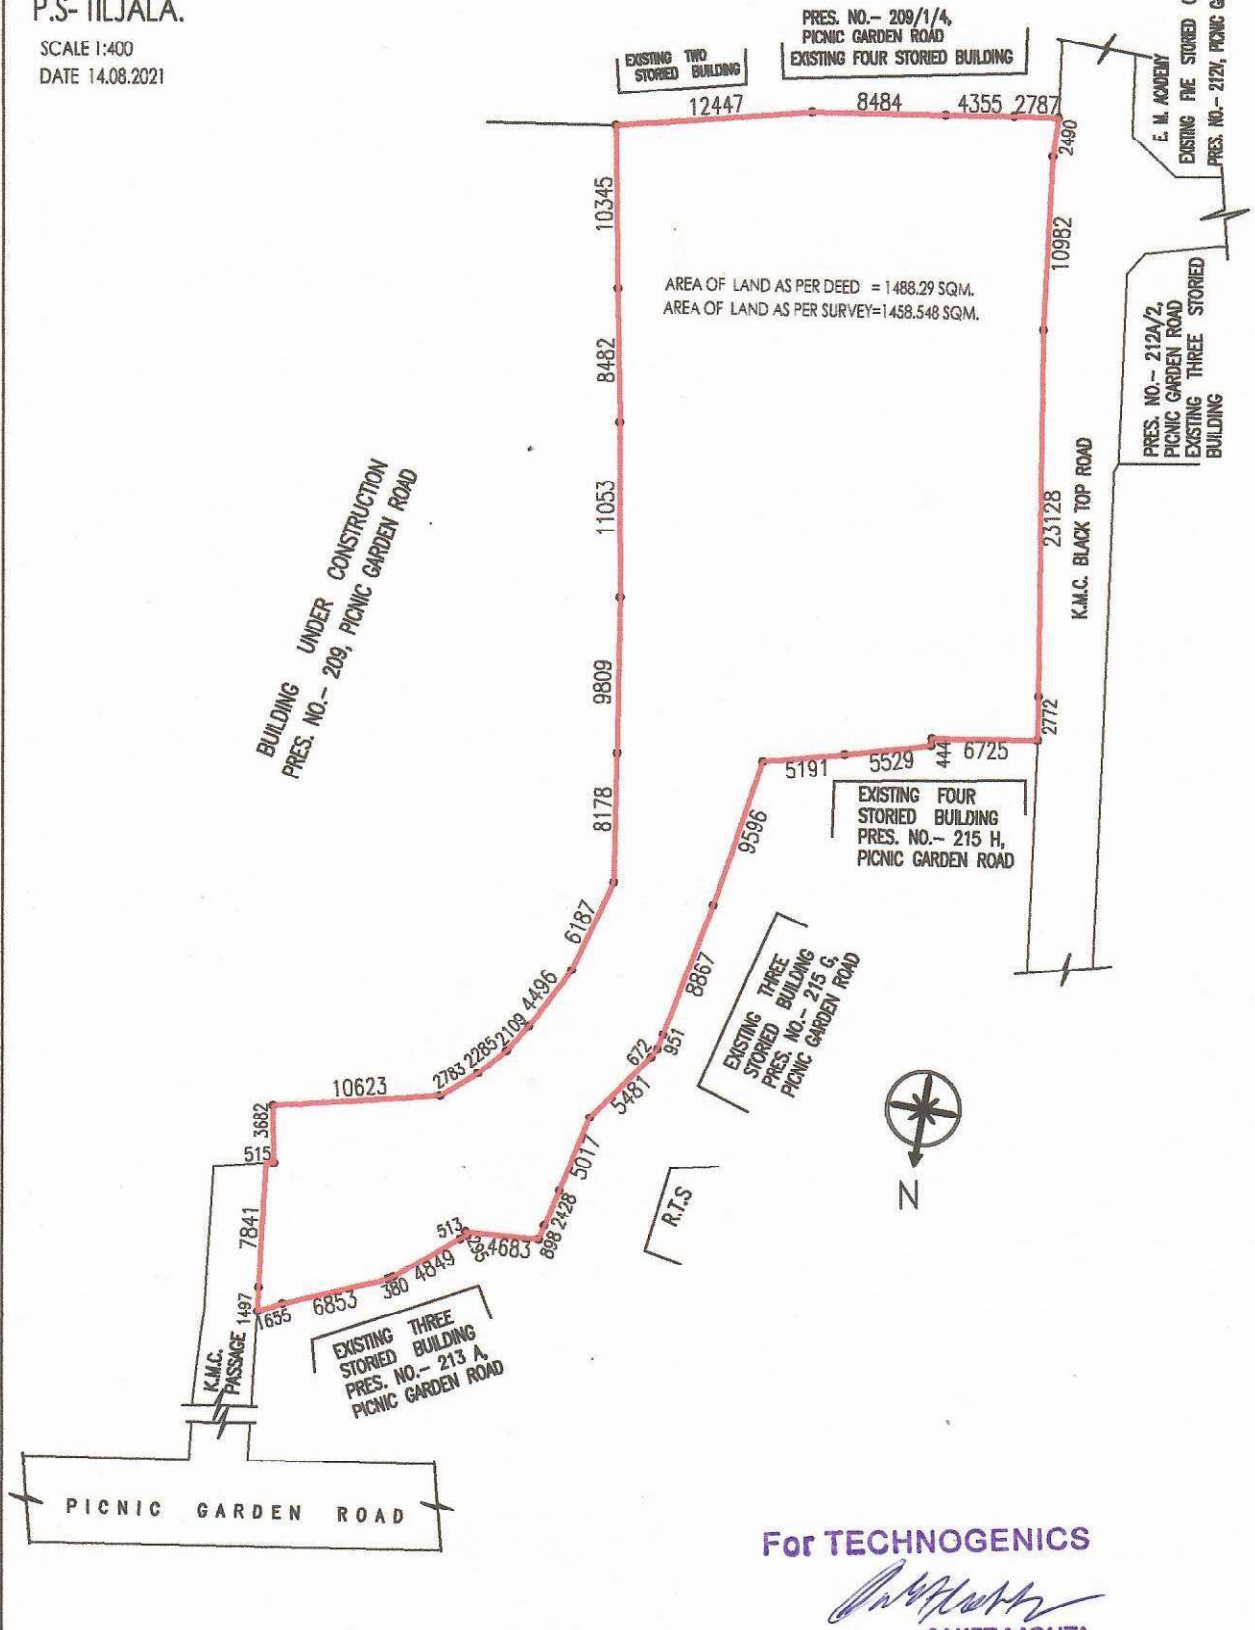 P.S- TILJALA.
SCALE 1:400
DATE 14.08.2021
EXISTING TWO
STORIED BUILDING
PRES. NO.- 209/1/4,
PICNIC GARDEN ROAD
EXISTING FOUR STORIED BUILDING
E. M. ACADEMY
EXISTING FIVE STORIED
PRES. NO.- 212V, PICNIC
12447
8484
4355
2787
2490
10345
10982
AREA OF LAND AS PER DEED = 1488.29 SQM.
AREA OF LAND AS PER SURVEY=1458.548 SQM.
8482
PRES. NO.- 212A/2,
PICNIC GARDEN ROAD
EXISTING THREE STORIED
BUILDING
11053
23128
K.M.C. BLACK TOP ROAD
BUILDING UNDER CONSTRUCTION
PRES. NO.- 209, PICNIC GARDEN ROAD
9809
2772
5191
5529
444
6725
8178
9596
EXISTING FOUR
STORIED BUILDING
PRES. NO.- 215 H,
PICNIC GARDEN ROAD
6187
8867
4496
EXISTING THREE
STORIED BUILDING
PRES. NO.- 215 G,
PICNIC GARDEN ROAD
2109
2285
2783
672
951
10623
5481
3682
515
5017
R.T.S
N
2428
898
7841
513
4683
4849
380
6853
1655
1497
K.M.C.
PASSAGE
EXISTING THREE
STORIED BUILDING
PRES. NO.- 213 A,
PICNIC GARDEN ROAD
PICNIC GARDEN ROAD
For TECHNOGENICS